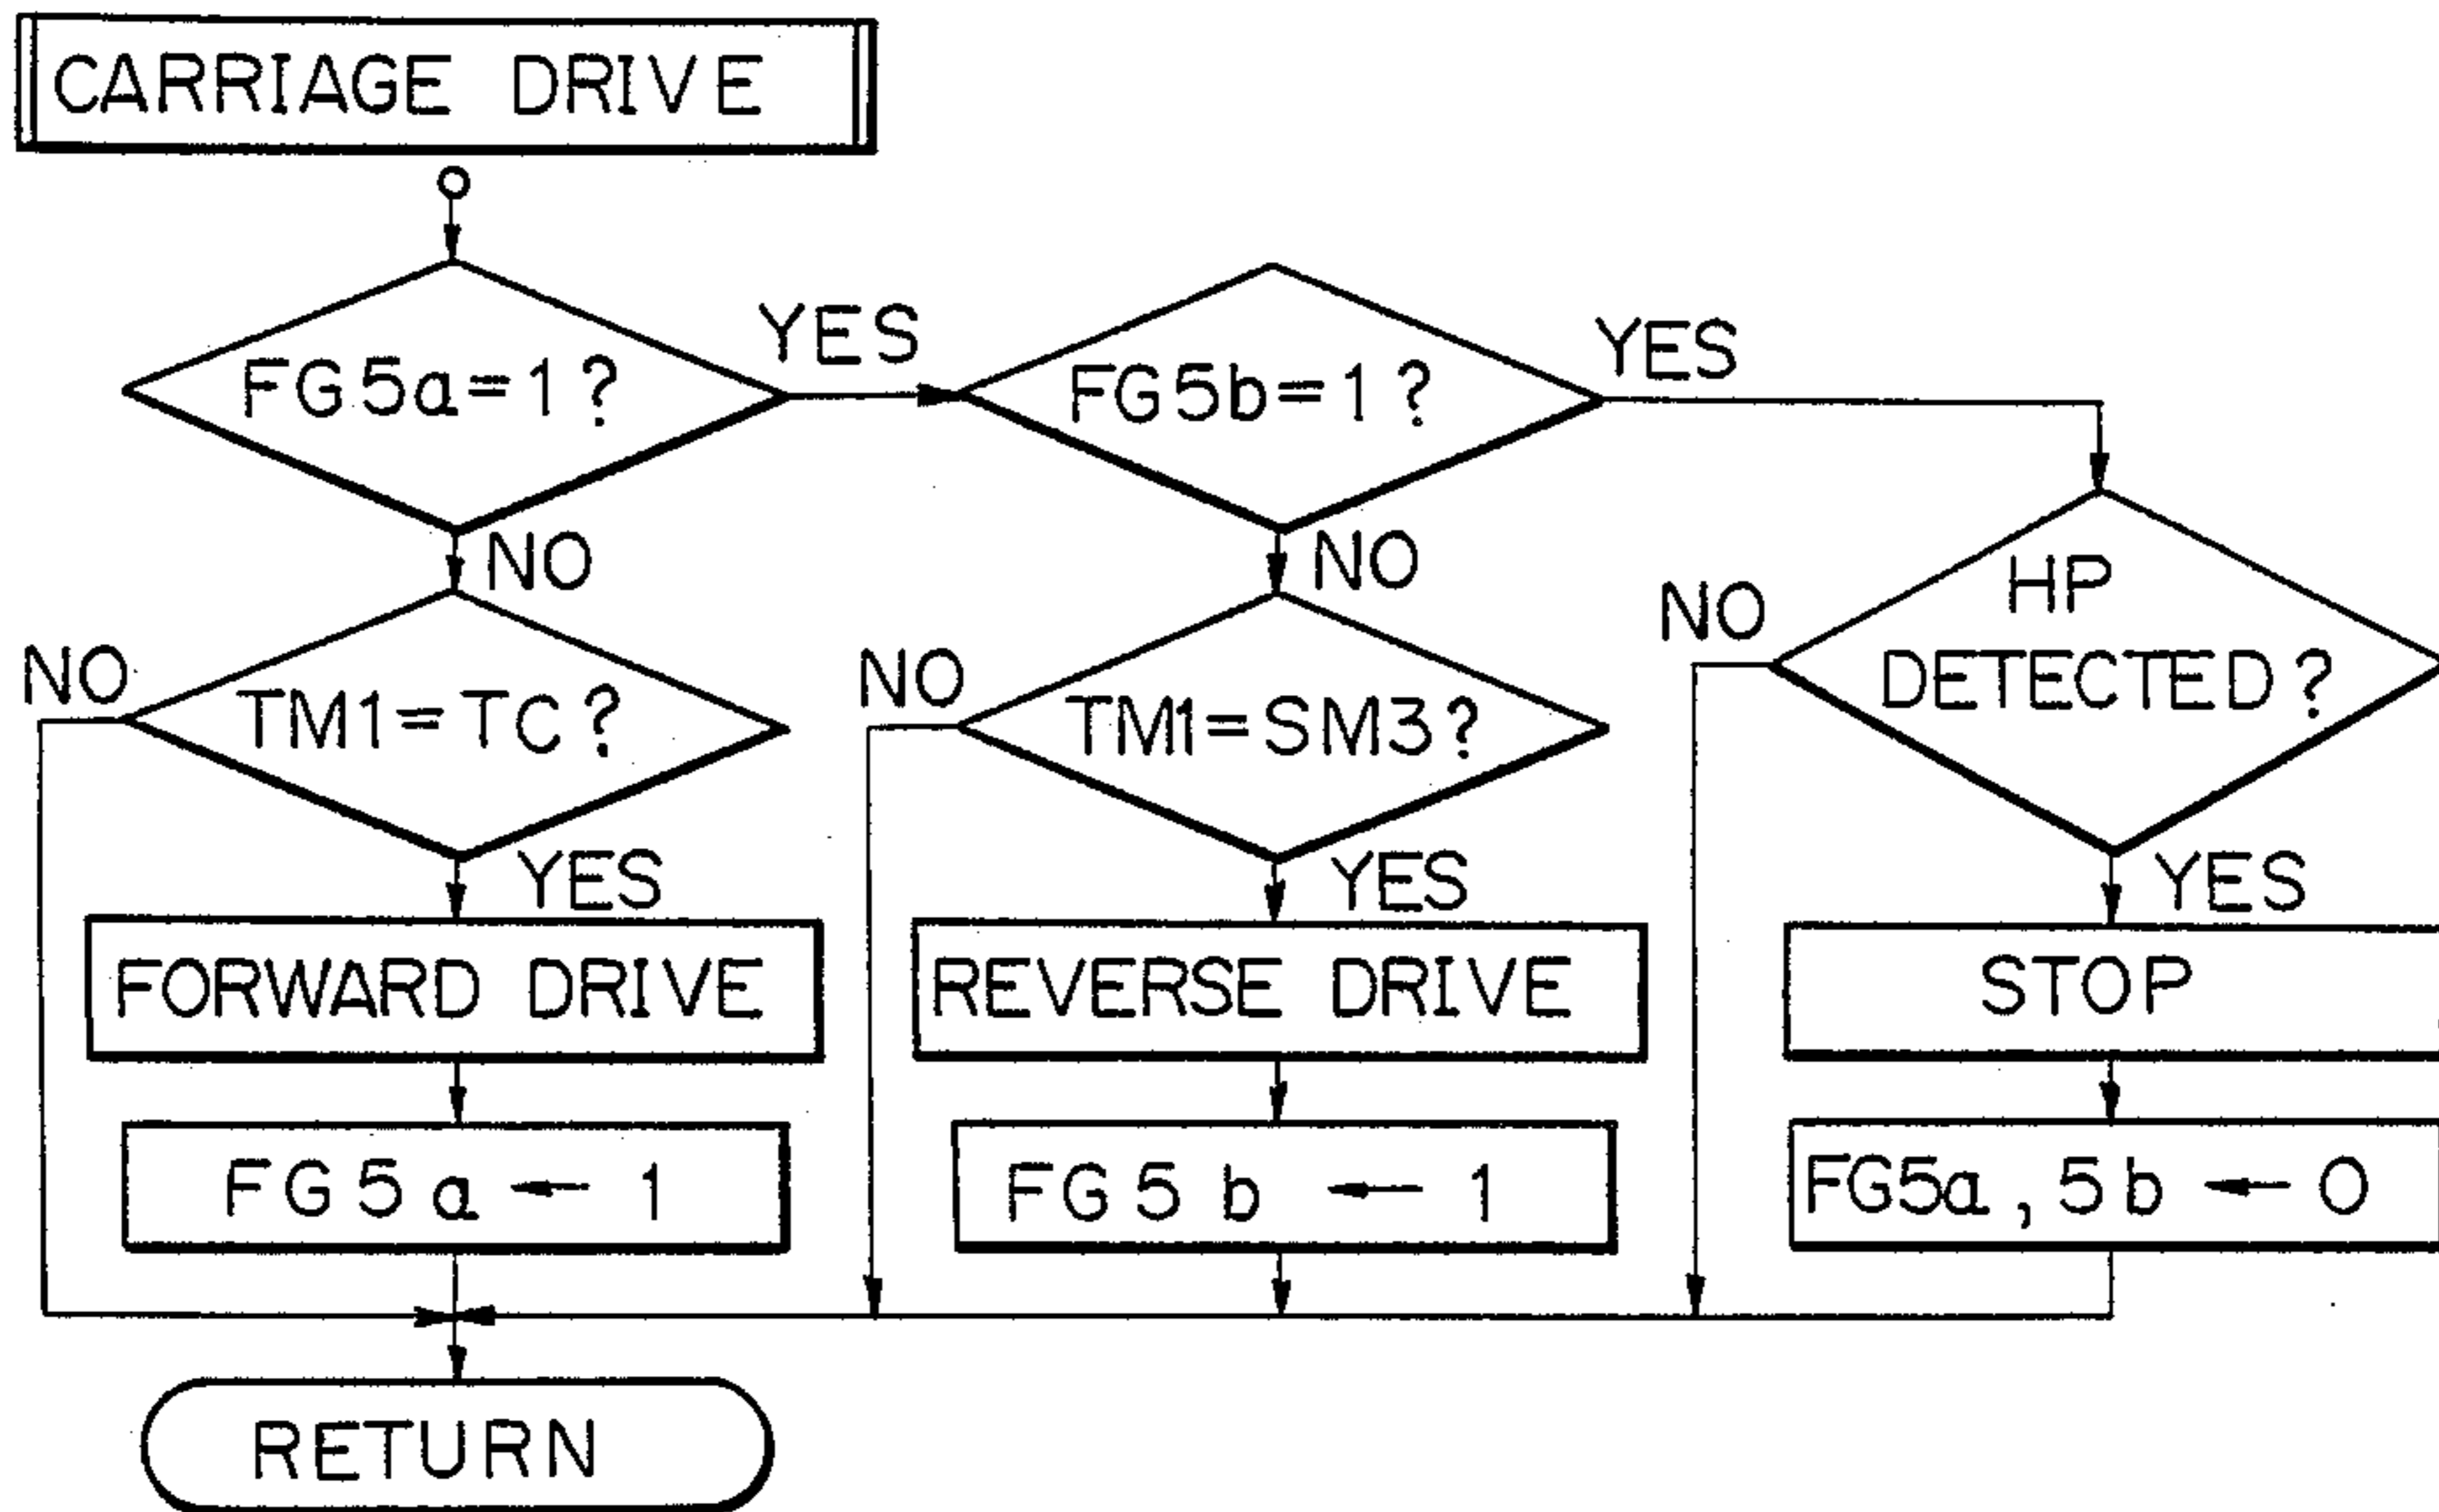 CARRIAGE DRIVE
FG5a=1?
YES
FG5b=1?
YES
NO
NO
HP
DETECTED?
NO
NO
TM1=TC?
NO
TM1=SM3?
YES
YES
YES
FORWARD DRIVE
REVERSE DRIVE
STOP
FG5a ← 1
FG5b ← 1
FG5a, 5b ← 0
RETURN